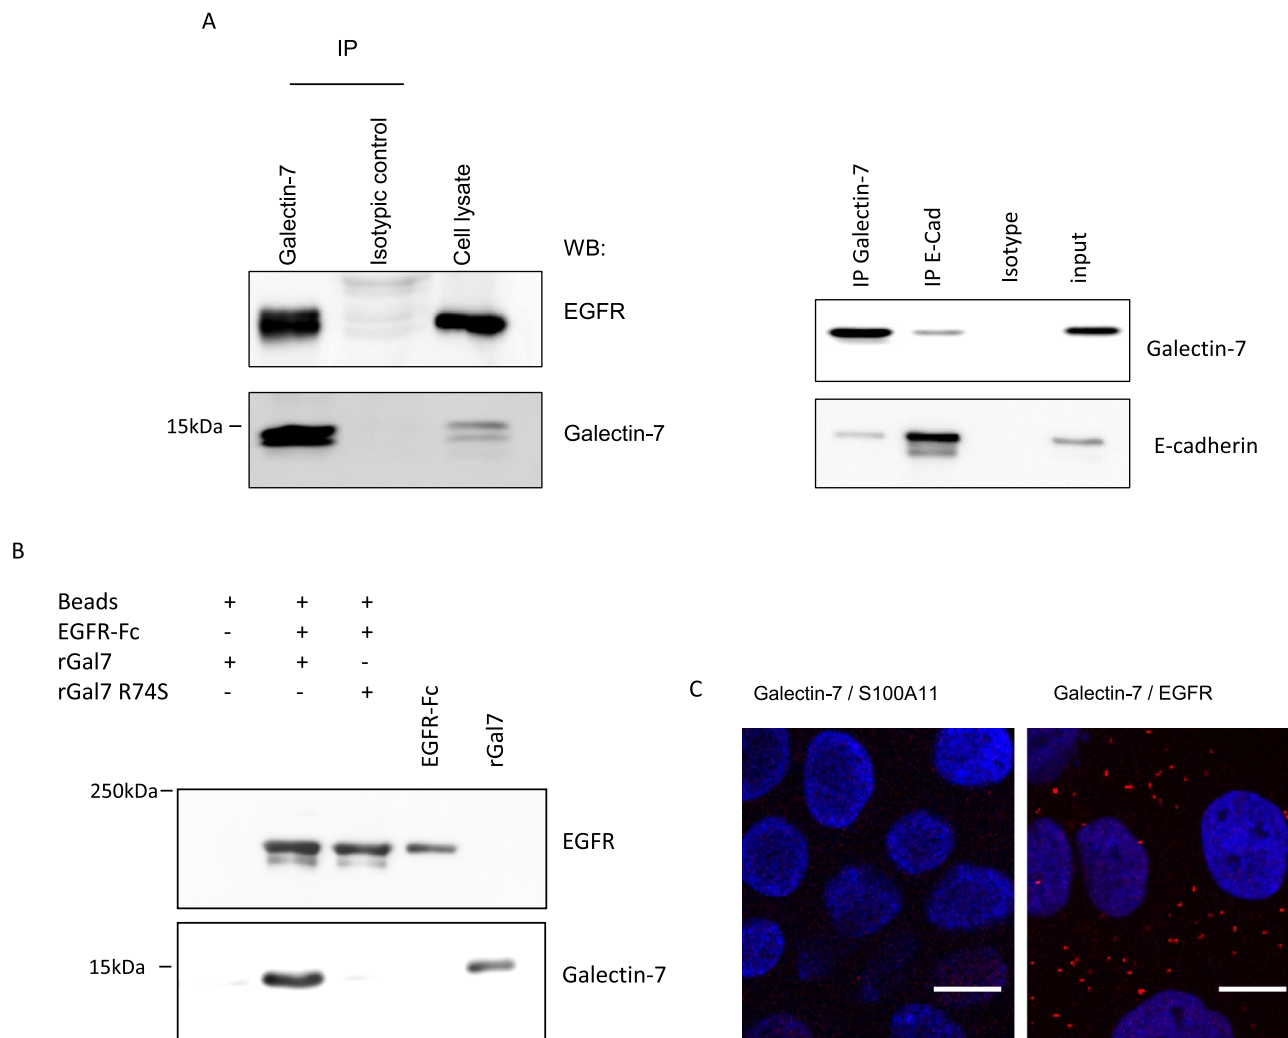 A
IP
Galectin-7
Isotypic control
Cell lysate
WB:
EGFR
15kDa
Galectin-7
IP Galectin-7
IP E-Cad
Isotype
input
Galectin-7
E-cadherin
B
Beads + + +
EGFR-Fc - + +
rGal7 + + -
rGal7 R74S - - +
EGFR-Fc
rGal7
250kDa
EGFR
15kDa
Galectin-7
C
Galectin-7 / S100A11
Galectin-7 / EGFR